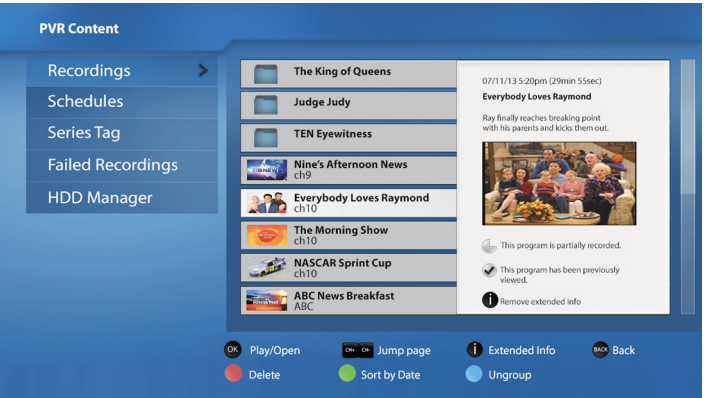 PVR Content
Recordings
Schedules
Series Tag
Failed Recordings
HDD Manager
The King of Queens
Judge Judy
TEN Eyewitness
Nine's Afternoon News
ch9
Everybody Loves Raymond
ch10
The Morning Show
ch10
NASCAR Sprint Cup
ch10
ABC News Breakfast
ABC
07/11/13 5:20pm (29min 55sec)
Everybody Loves Raymond
Ray finally reaches breaking point
with his parents and kicks them out.
This program is partially recorded.
This program has been previously
viewed.
i Remove extended info
OK Play/Open
CH+ CH- Jump page
i Extended Info
BACK Back
Delete
Sort by Date
Ungroup